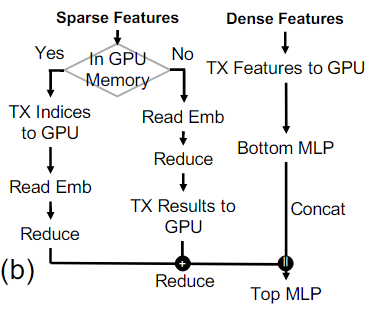 Sparse Features
Dense Features
Yes
In GPU
Memory
No
TX Features to GPU
TX Indices
to GPU
Read Emb
Reduce
Bottom MLP
Read Emb
TX Results to
GPU
Concat
Reduce
(b)
+
||
Reduce
Top MLP